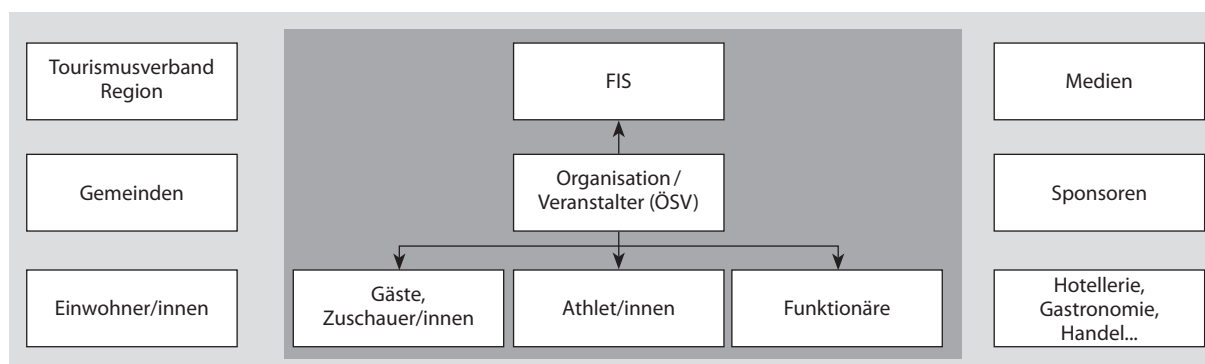 Tourismusverband
Region
FIS
Medien
Gemeinden
Organisation /
Veranstalter (ÖSV)
Sponsoren
Einwohner/innen
Gäste,
Zuschauer/innen
Athlet/innen
Funktionäre
Hotellerie,
Gastronomie,
Handel...